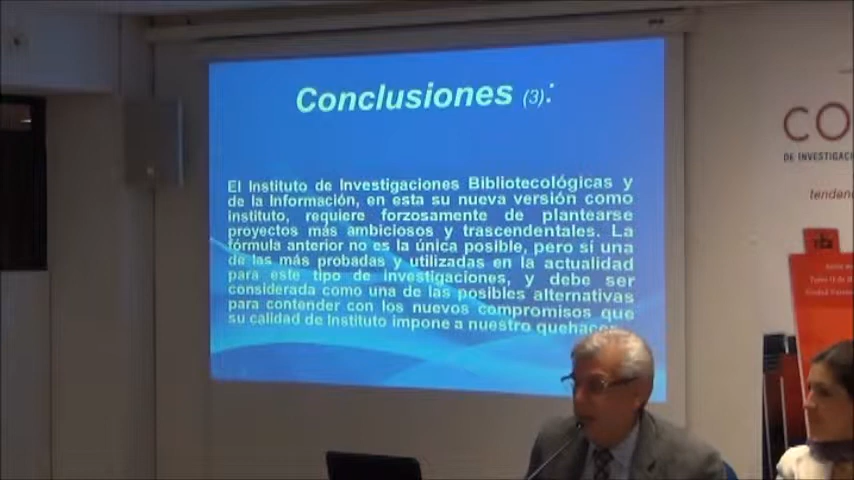 Conclusiones (3):
El Instituto de Investigaciones Bibliotecológicas y
de la Información, en esta su nueva versión como
instituto, requiere forzosamente de plantearse
proyectos más ambiciosos y trascendentales. La
fórmula anterior no es la única posible, pero sí una
de las más probadas y utilizadas en la actualidad
para este tipo de investigaciones, y debe ser
considerada como una de las posibles alternativas
para contender con los nuevos compromisos que
su calidad de Instituto impone a nuestro quehacer
CO
DE INVESTIGAC
tendenc